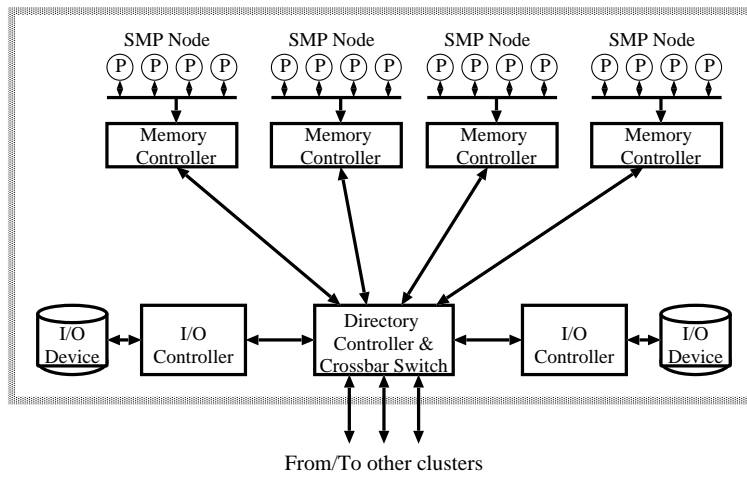 SMP Node SMP Node SMP Node SMP Node
P P P P P P P P P P P P P P P P
Memory Controller
Memory Controller
Memory Controller
Memory Controller
I/O Device
I/O Controller
Directory Controller & Crossbar Switch
I/O Controller
I/O Device
From/To other clusters